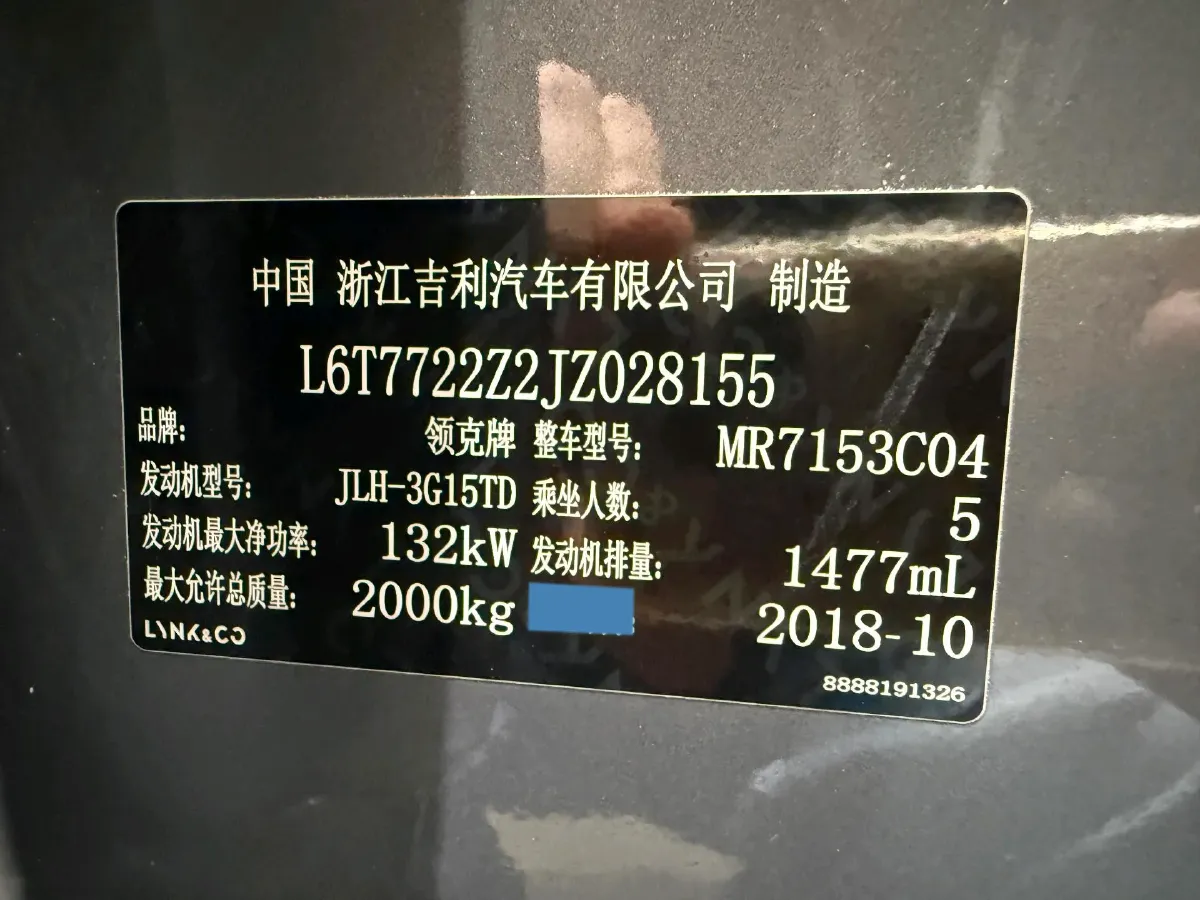 中国 浙江吉利汽车有限公司 制造
L6T7722Z2JZ028155
品牌: 领克牌 整车型号: MR7153C04
发动机型号: JLH-3G15TD 乘坐人数: 5
发动机最大净功率: 132kW 发动机排量: 1477mL
最大允许总质量: 2000kg 2018-10
LYNK&CO
8888191326